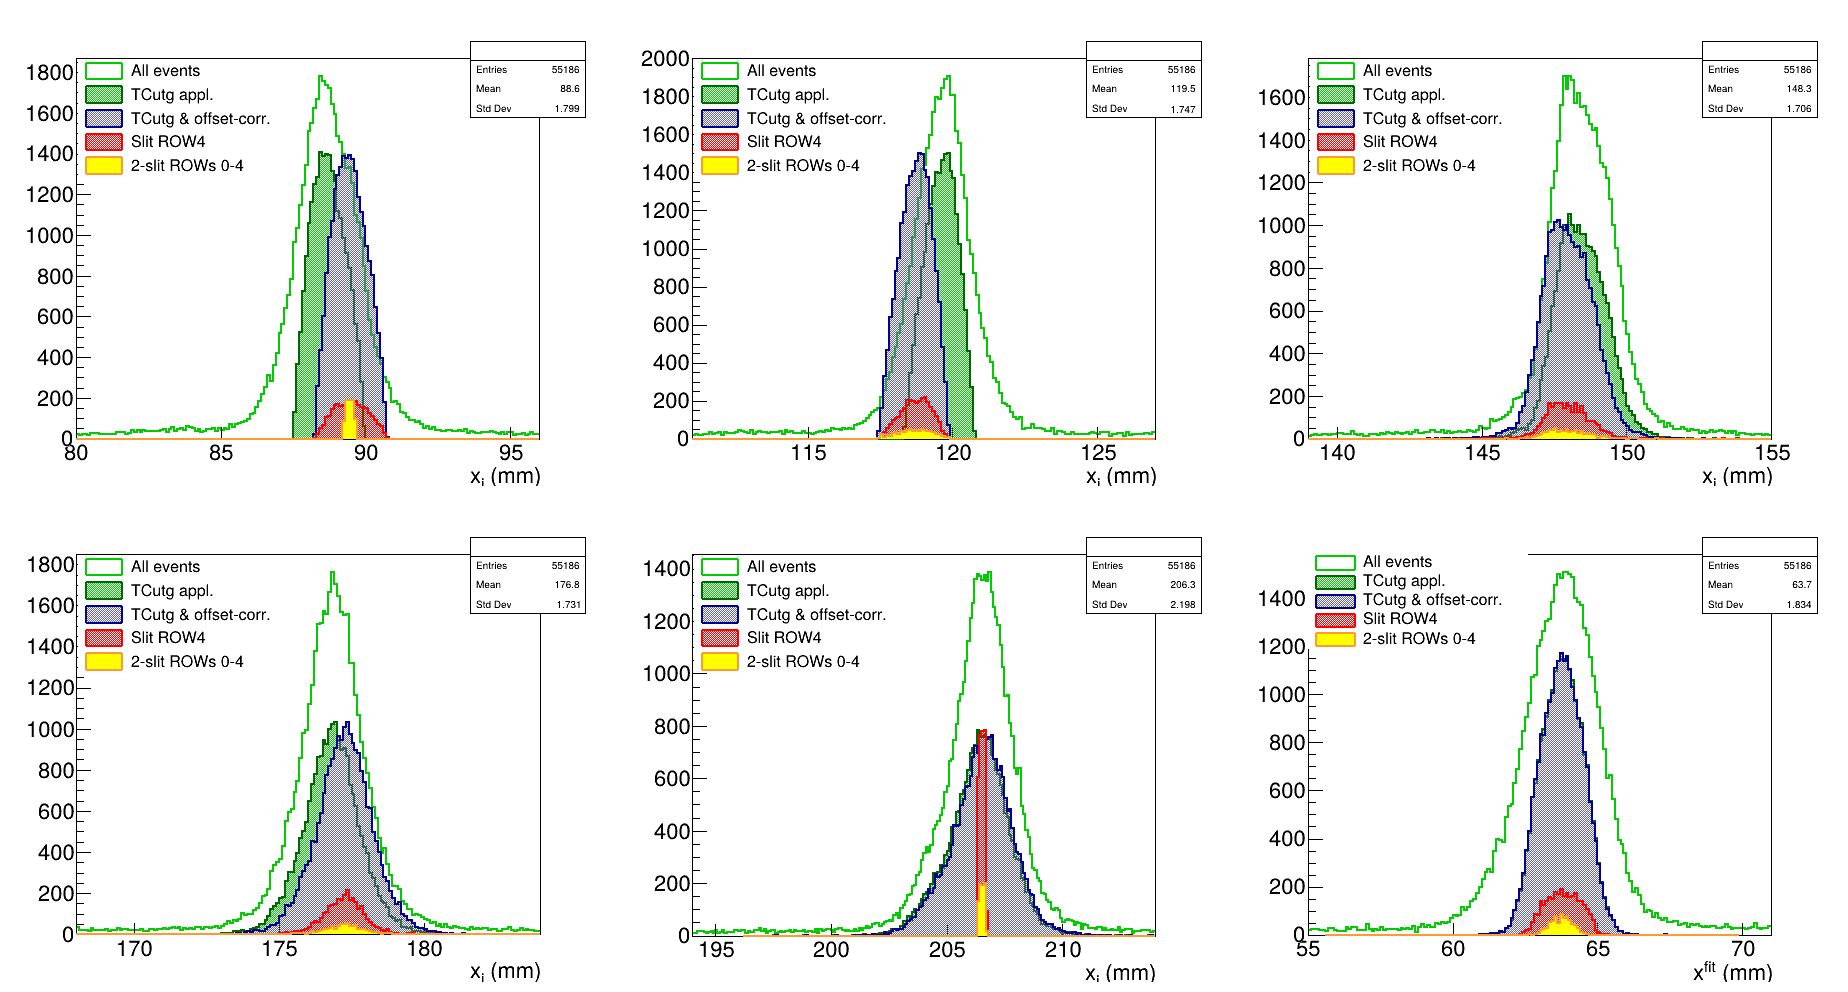 1800
1600
1400
1200
1000
800
600
400
200
0
80
85
90
95
x_i (mm)
All events
TCutg appl.
TCutg & offset-corr.
Slit ROW4
2-slit ROWs 0-4
Entries 55186
Mean 88.6
Std Dev 1.799
2000
1800
1600
1400
1200
1000
800
600
400
200
0
115
120
125
x_i (mm)
All events
TCutg appl.
TCutg & offset-corr.
Slit ROW4
2-slit ROWs 0-4
Entries 55186
Mean 119.5
Std Dev 1.747
1600
1400
1200
1000
800
600
400
200
0
140
145
150
155
x_i (mm)
All events
TCutg appl.
TCutg & offset-corr.
Slit ROW4
2-slit ROWs 0-4
Entries 55186
Mean 148.3
Std Dev 1.706
1800
1600
1400
1200
1000
800
600
400
200
0
170
175
180
x_i (mm)
All events
TCutg appl.
TCutg & offset-corr.
Slit ROW4
2-slit ROWs 0-4
Entries 55186
Mean 176.8
Std Dev 1.731
1400
1200
1000
800
600
400
200
0
195
200
205
210
x_i (mm)
All events
TCutg appl.
TCutg & offset-corr.
Slit ROW4
2-slit ROWs 0-4
Entries 55186
Mean 206.3
Std Dev 2.198
1400
1200
1000
800
600
400
200
0
55
60
65
70
x^fit (mm)
All events
TCutg appl.
TCutg & offset-corr.
Slit ROW4
2-slit ROWs 0-4
Entries 55186
Mean 63.7
Std Dev 1.834